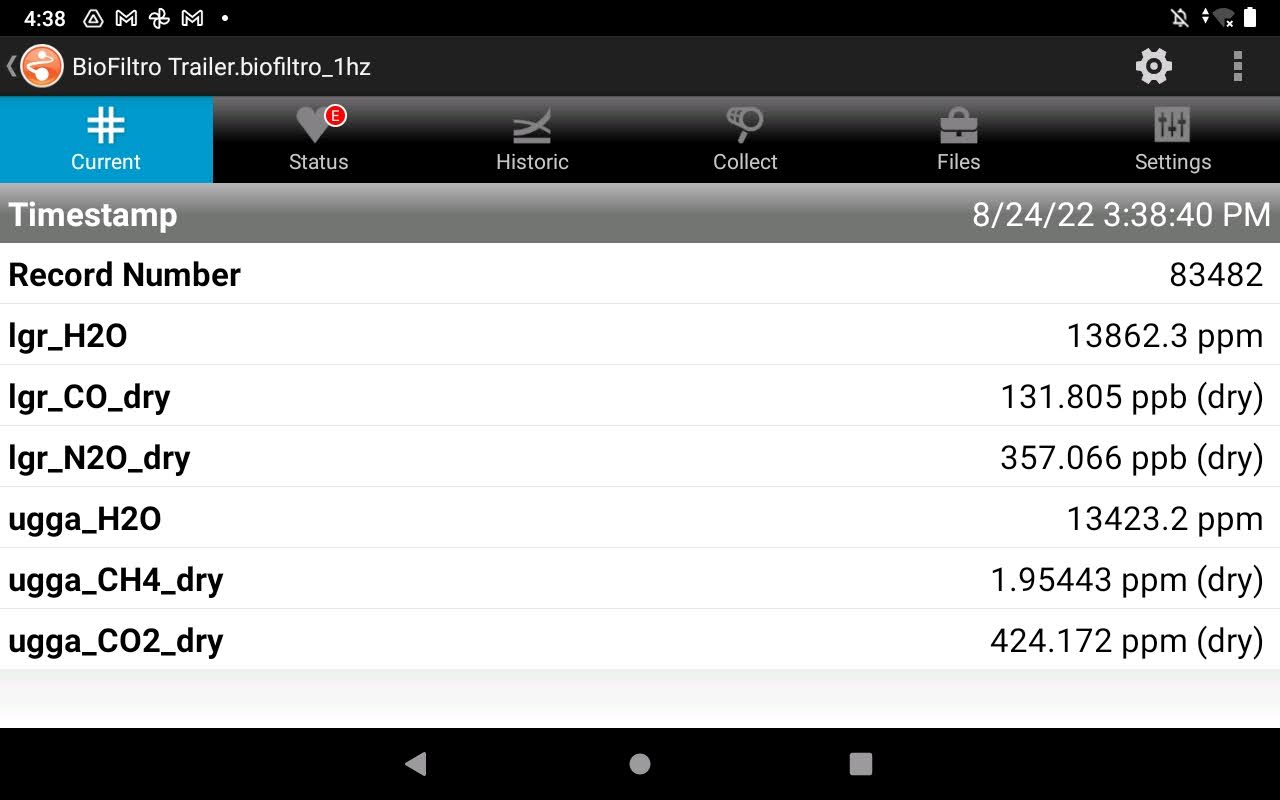 4:38
BioFiltro Trailer.biofiltro_1hz
Current
E
Status
Historic
Collect
Files
Settings
Timestamp 8/24/22 3:38:40 PM
Record Number 83482
lgr_H2O 13862.3 ppm
lgr_CO_dry 131.805 ppb (dry)
lgr_N2O_dry 357.066 ppb (dry)
ugga_H2O 13423.2 ppm
ugga_CH4_dry 1.95443 ppm (dry)
ugga_CO2_dry 424.172 ppm (dry)